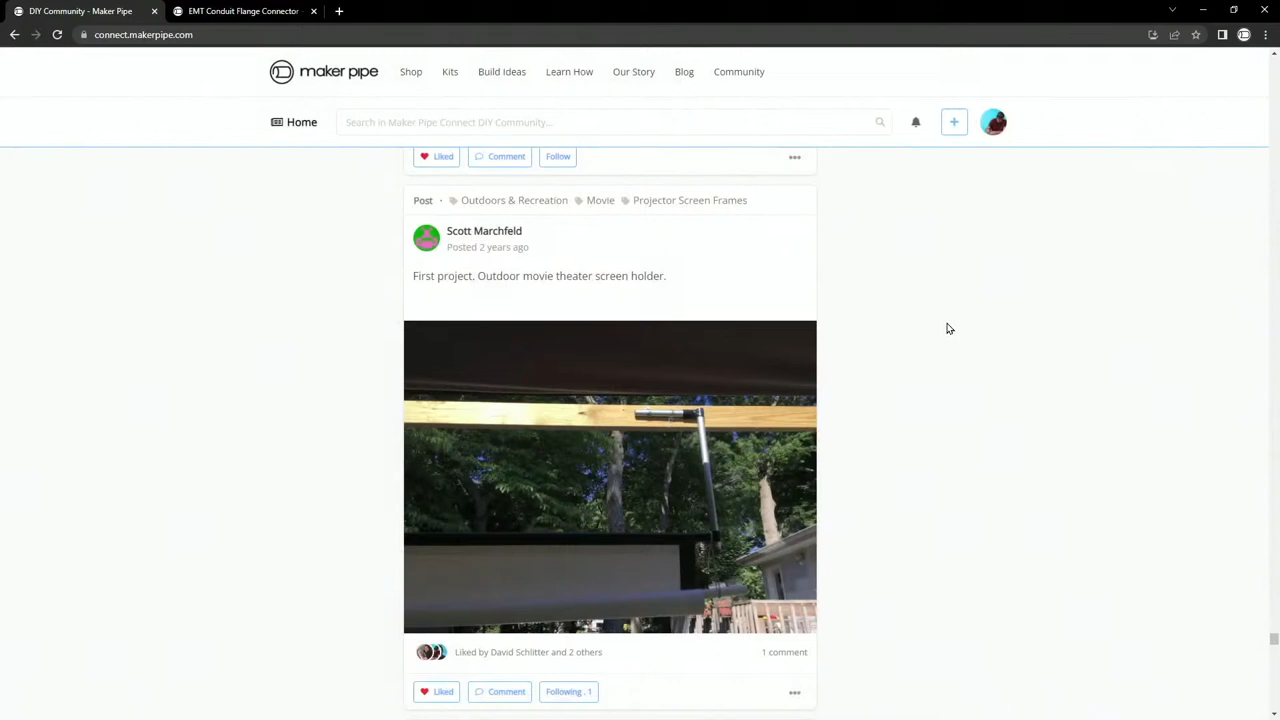 DIY Community - Maker Pipe
EMT Conduit Flange Connector -
connect.makerpipe.com
maker pipe
Shop
Kits
Build Ideas
Learn How
Our Story
Blog
Community
Home
Search in Maker Pipe Connect DIY Community...
Liked
Comment
Follow
Post · Outdoors & Recreation Movie Projector Screen Frames
Scott Marchfeld
Posted 2 years ago
First project. Outdoor movie theater screen holder.
Liked by David Schlitter and 2 others
1 comment
Liked
Comment
Following . 1